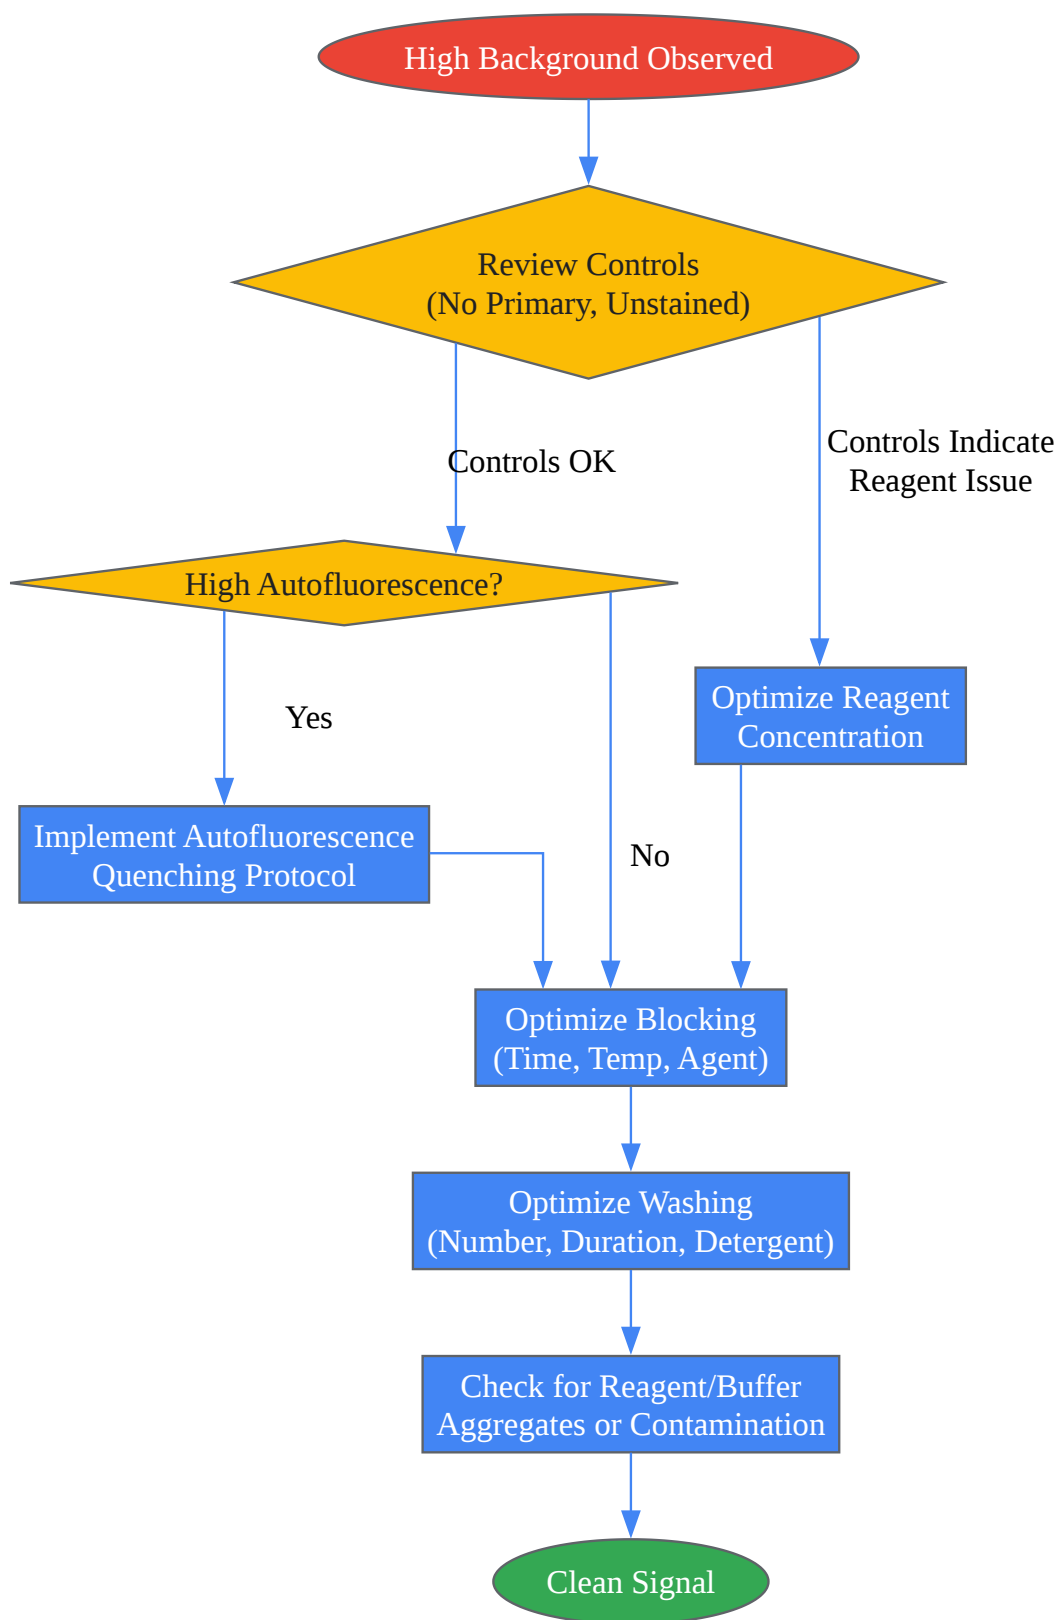 High Background Observed
Review Controls
(No Primary, Unstained)
Controls OK
Controls Indicate
Reagent Issue
High Autofluorescence?
Yes
Optimize Reagent
Concentration
Implement Autofluorescence
Quenching Protocol
No
Optimize Blocking
(Time, Temp, Agent)
Optimize Washing
(Number, Duration, Detergent)
Check for Reagent/Buffer
Aggregates or Contamination
Clean Signal